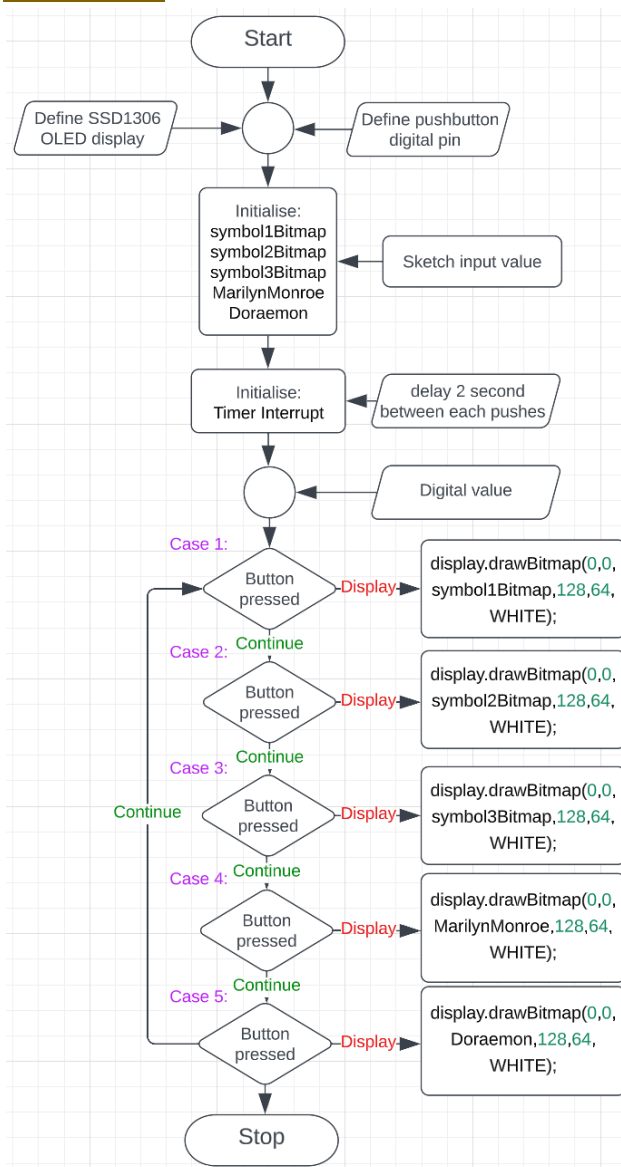 Start
Define SSD1306
OLED display
Define pushbutton
digital pin
Initialise:
symbol1Bitmap
symbol2Bitmap
symbol3Bitmap
MarilynMonroe
Doraemon
Sketch input value
Initialise:
Timer Interrupt
delay 2 second
between each pushes
Digital value
Case 1:
Button
pressed
Display
display.drawBitmap(0,0,
symbol1Bitmap,128,64,
WHITE);
Continue
Case 2:
Button
pressed
Display
display.drawBitmap(0,0,
symbol2Bitmap,128,64,
WHITE);
Continue
Case 3:
Button
pressed
Display
display.drawBitmap(0,0,
symbol3Bitmap,128,64,
WHITE);
Continue
Continue
Case 4:
Button
pressed
Display
display.drawBitmap(0,0,
MarilynMonroe,128,64,
WHITE);
Continue
Case 5:
Button
pressed
Display
display.drawBitmap(0,0,
Doraemon,128,64,
WHITE);
Stop